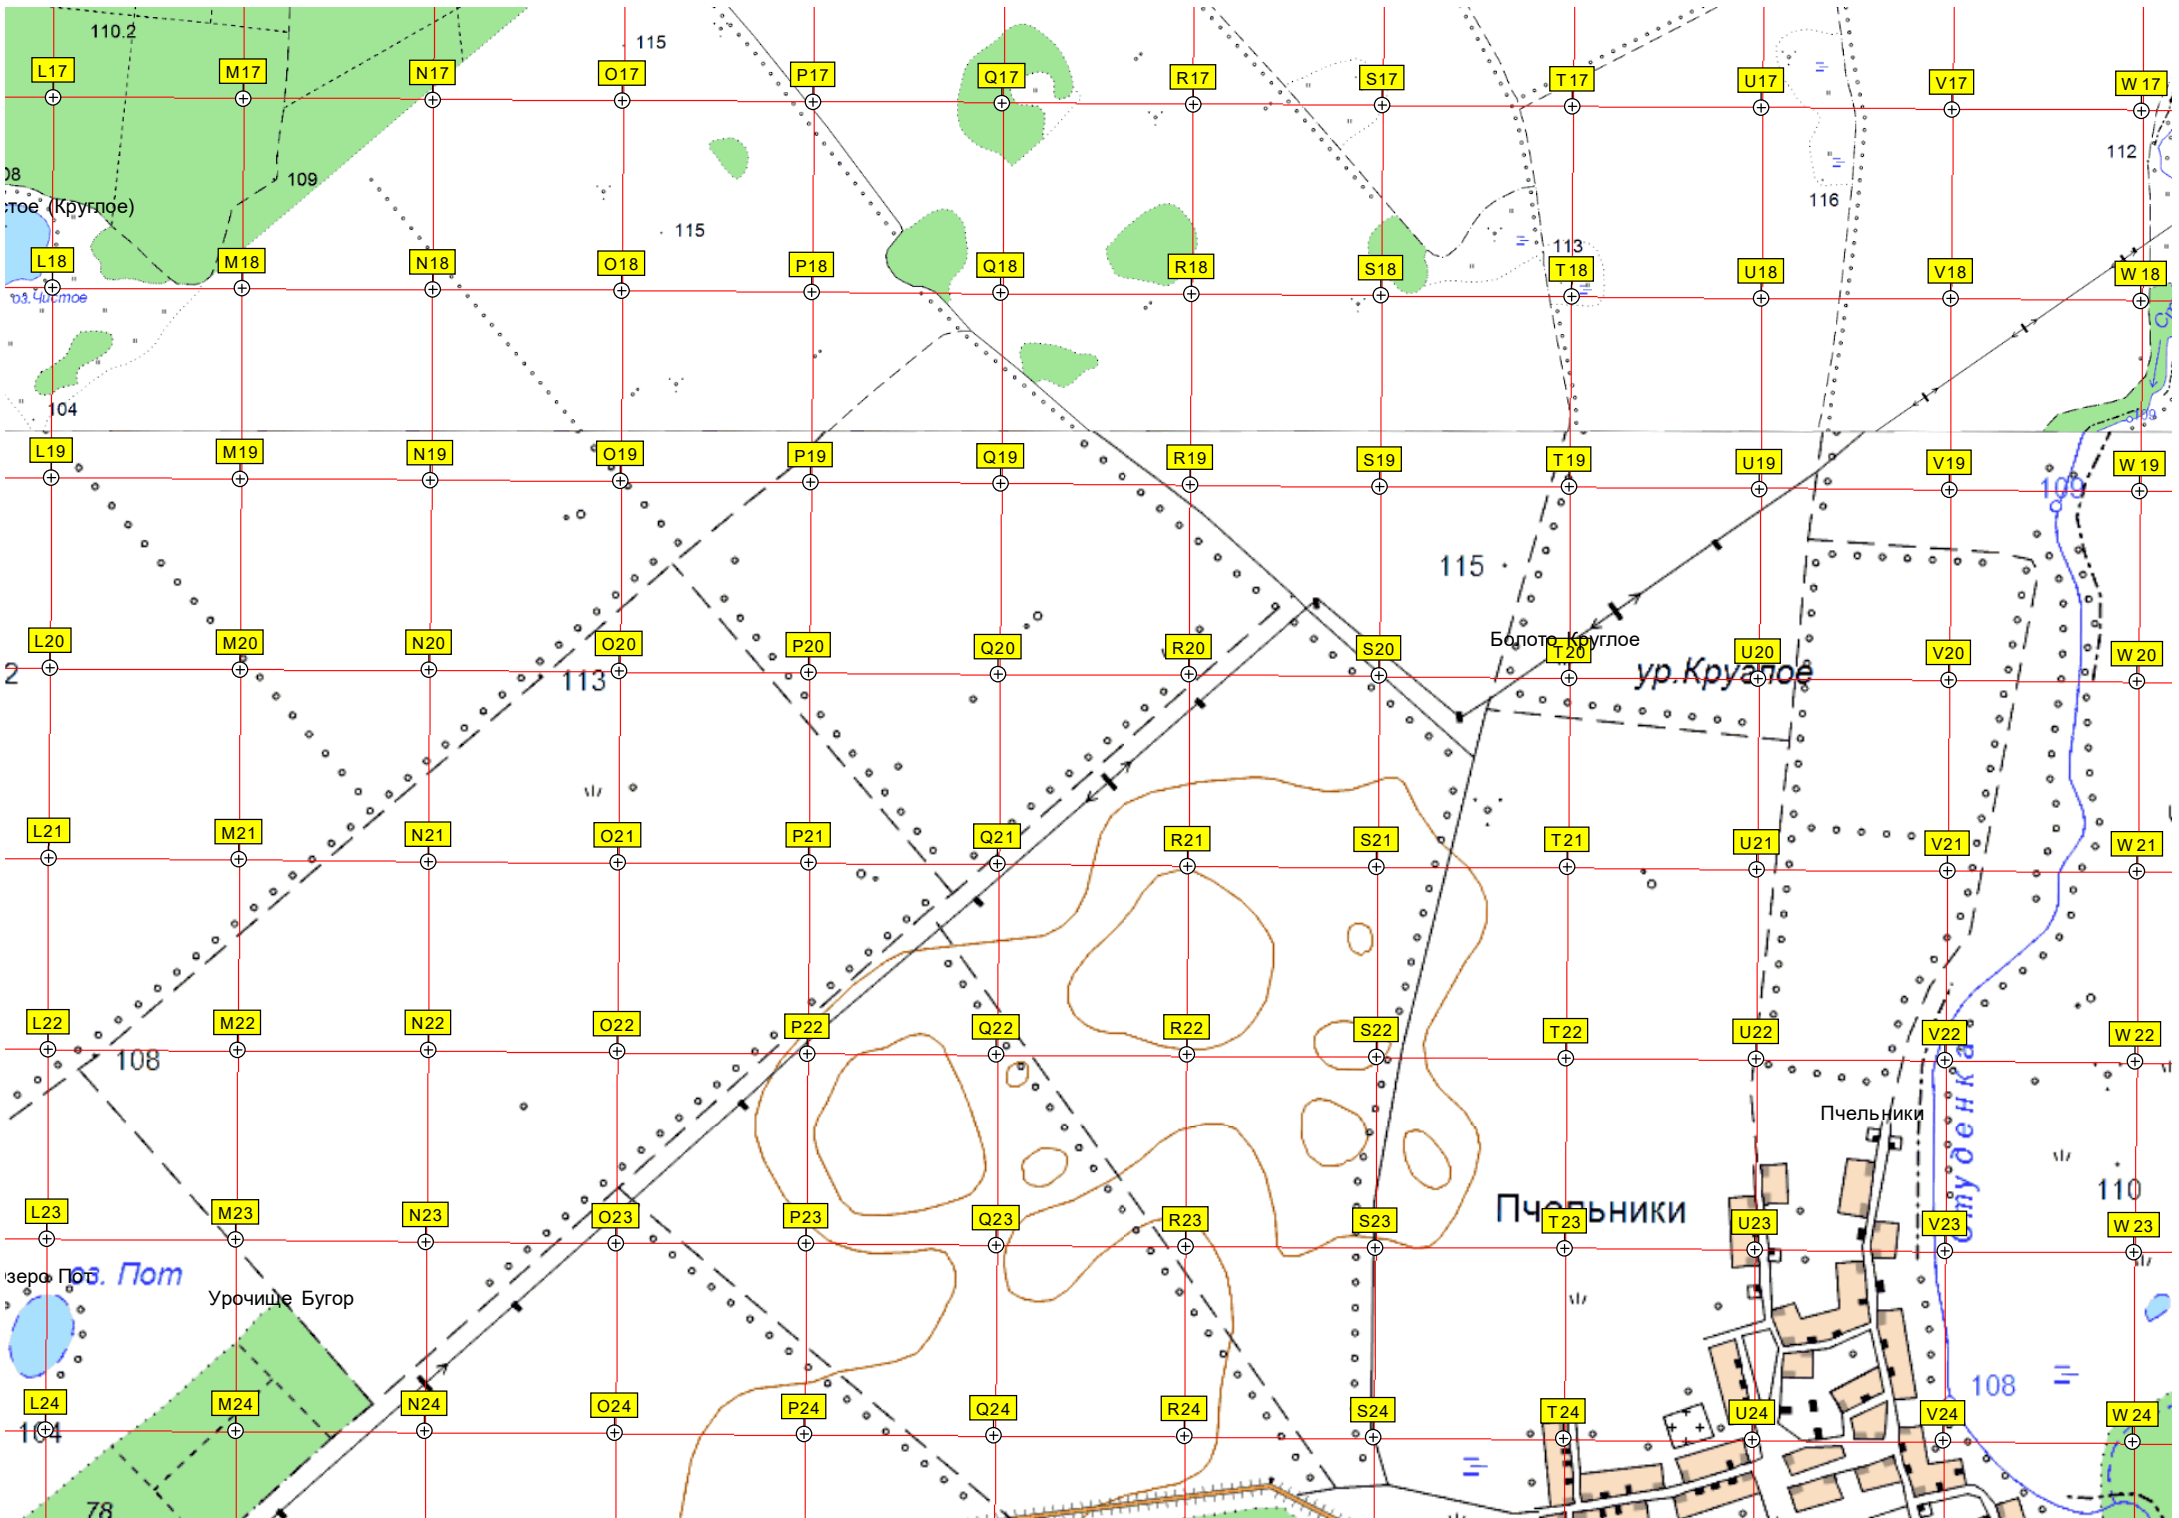 110.2
115
L17 M17 N17 O17 P17 Q17 R17 S17 T17 U17 V17 W17
112
109
116
115
113
L18 M18 N18 O18 P18 Q18 R18 S18 T18 U18 V18 W18
оз. Чистое
104
109
L19 M19 N19 O19 P19 Q19 R19 S19 T19 U19 V19 W19
109
115
Болото Круглое
L20 M20 N20 O20 P20 Q20 R20 S20 T20 U20 V20 W20
113
ур.Круглое
L21 M21 N21 O21 P21 Q21 R21 S21 T21 U21 V21 W21
L22 M22 N22 O22 P22 Q22 R22 S22 T22 U22 V22 W22
108
Студенка
Пчельники
110
Пчельники
L23 M23 N23 O23 P23 Q23 R23 S23 T23 U23 V23 W23
оз. Пот
Урочище Бугор
108
L24 M24 N24 O24 P24 Q24 R24 S24 T24 U24 V24 W24
104
78